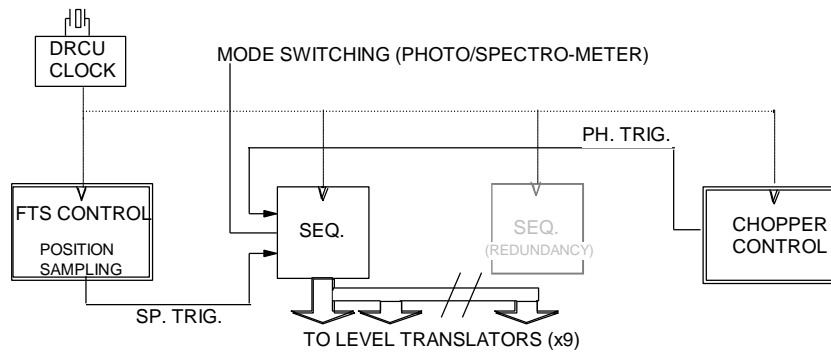 DRCU
CLOCK
MODE SWITCHING (PHOTO/SPECTRO-METER)
PH. TRIG.
FTS CONTROL
POSITION
SAMPLING
SEQ.
SEQ.
(REDUNDANCY)
CHOPPER
CONTROL
SP. TRIG.
TO LEVEL TRANSLATORS (x9)